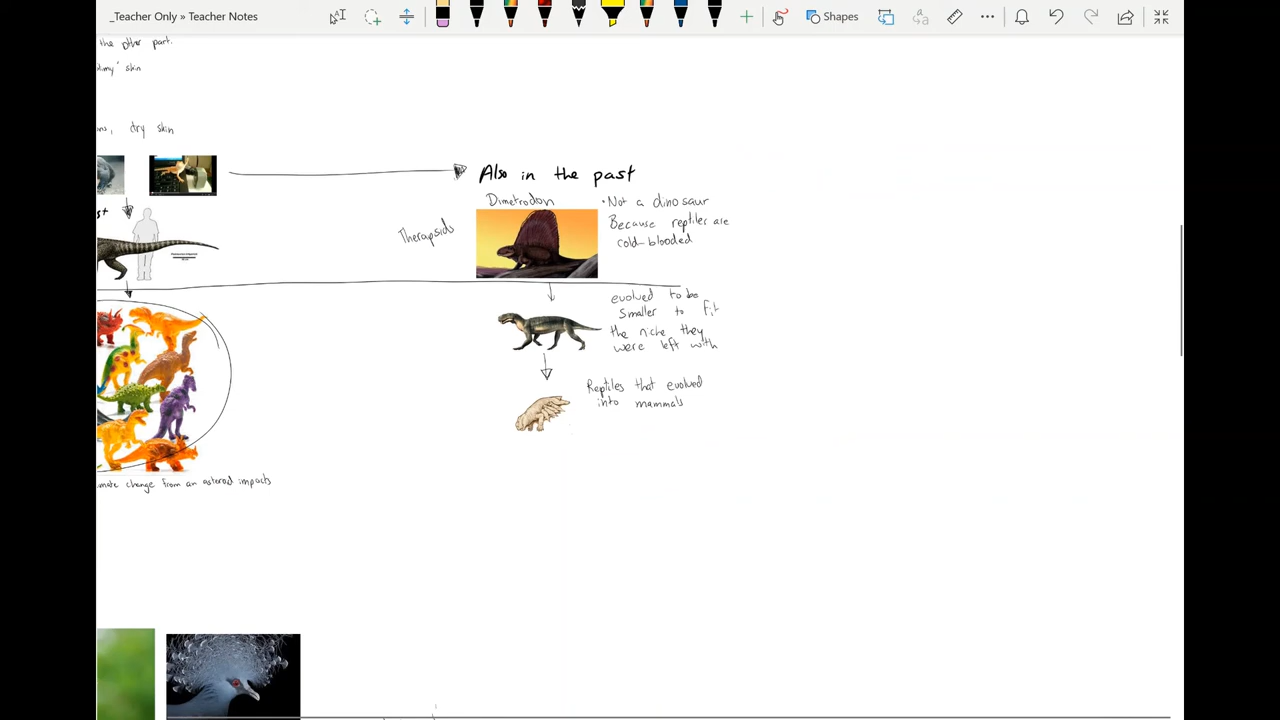 _Teacher Only » Teacher Notes
Shapes
the other part.
skin
dry skin
Also in the past
Dimetrodon
Therapsids
• Not a dinosaur
Because reptiles are
cold-blooded
evolved to be
smaller to fit
the niche they
were left with
Reptiles that evolved
into mammals
change from an asteroid impacts